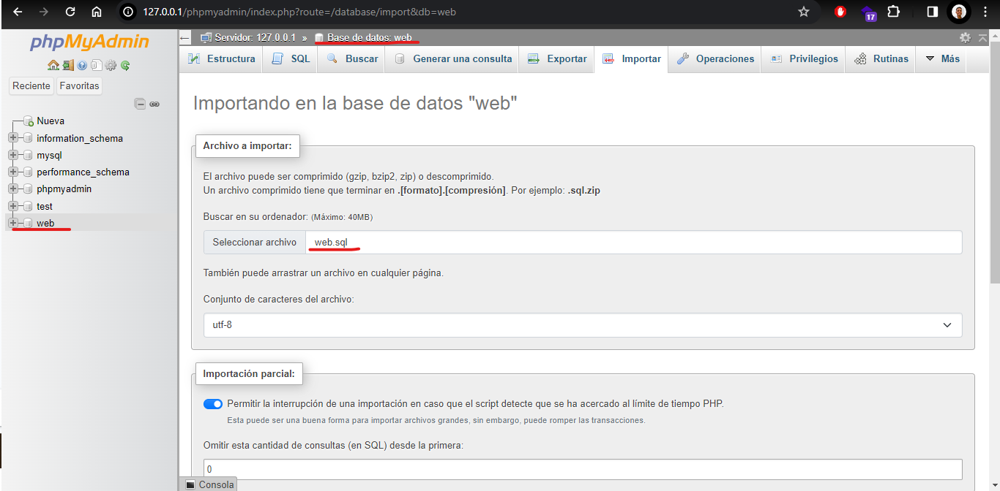 127.0.0.1/phpmyadmin/index.php?route=/database/import&db=web
17
phpMyAdmin
Reciente Favoritas
Nueva
information_schema
mysql
performance_schema
phpmyadmin
test
web
Servidor: 127.0.0.1 » Base de datos: web
Estructura SQL Buscar Generar una consulta Exportar Importar Operaciones Privilegios Rutinas Más
Importando en la base de datos "web"
Archivo a importar:
El archivo puede ser comprimido (gzip, bzip2, zip) o descomprimido.
Un archivo comprimido tiene que terminar en .[formato].[compresión]. Por ejemplo: .sql.zip
Buscar en su ordenador: (Máximo: 40MB)
Seleccionar archivo web.sql
También puede arrastrar un archivo en cualquier página.
Conjunto de caracteres del archivo:
utf-8
Importación parcial:
Permitir la interrupción de una importación en caso que el script detecte que se ha acercado al límite de tiempo PHP.
Esta puede ser una buena forma para importar archivos grandes, sin embargo, puede romper las transacciones.
Omitir esta cantidad de consultas (en SQL) desde la primera:
0
Consola